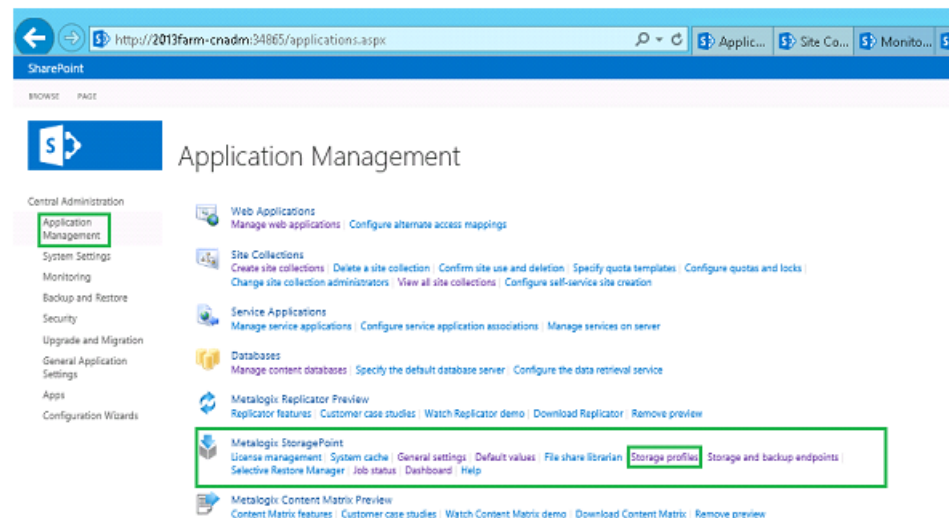 http://2013farm-cnadm:34865/applications.aspx
Applic...
Site Co...
Monito...
SharePoint
BROWSE PAGE
S
Application Management
Central Administration
Application
Management
System Settings
Monitoring
Backup and Restore
Security
Upgrade and Migration
General Application
Settings
Apps
Configuration Wizards
Web Applications
Manage web applications | Configure alternate access mappings
Site Collections
Create site collections | Delete a site collection | Confirm site use and deletion | Specify quota templates | Configure quotas and locks |
Change site collection administrators | View all site collections | Configure self-service site creation
Service Applications
Manage service applications | Configure service application associations | Manage services on server
Databases
Manage content databases | Specify the default database server | Configure the data retrieval service
Metalogix Replicator Preview
Replicator features | Customer case studies | Watch Replicator demo | Download Replicator | Remove preview
Metalogix StoragePoint
License management | System cache | General settings | Default values | File share librarian | Storage profiles | Storage and backup endpoints |
Selective Restore Manager | Job status | Dashboard | Help
Metalogix Content Matrix Preview
Content Matrix features | Customer case studies | Watch Content Matrix demo | Download Content Matrix | Remove preview